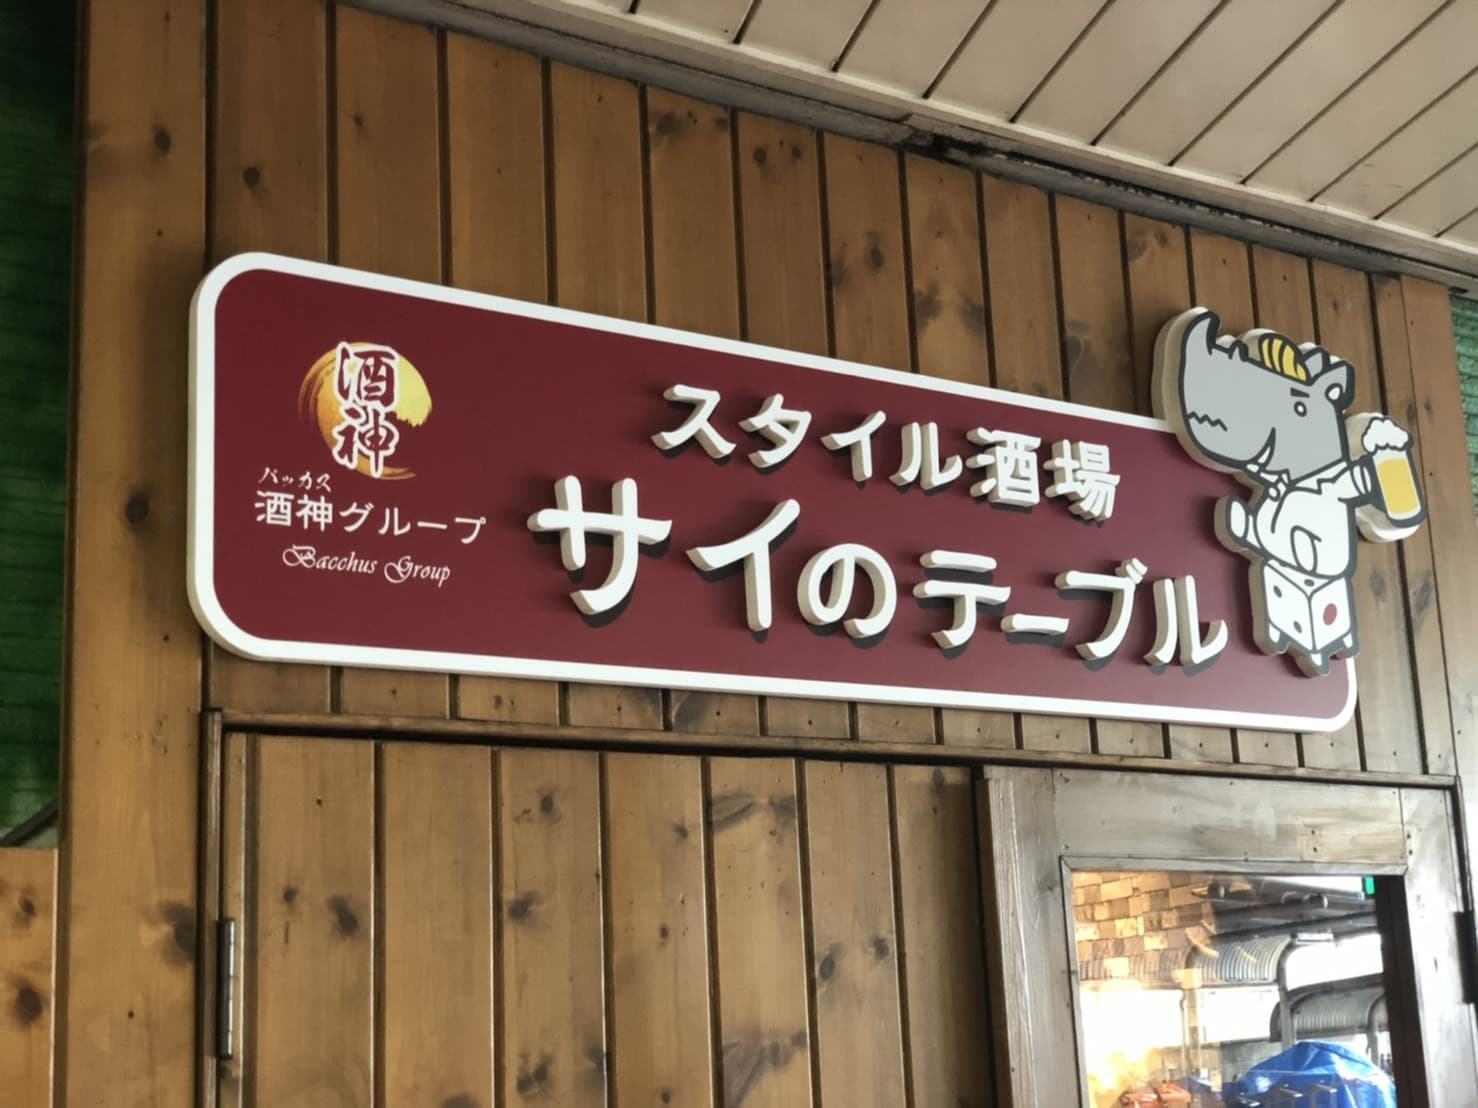 酒神
バッカス
酒神グループ
Bacchus Group
スタイル酒場
サイのテーブル